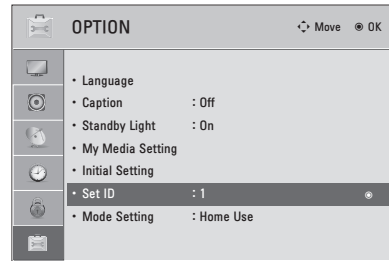 OPTION
Move
OK
• Language
• Caption : Off
• Standby Light : On
• My Media Setting
• Initial Setting
• Set ID : 1
• Mode Setting : Home Use